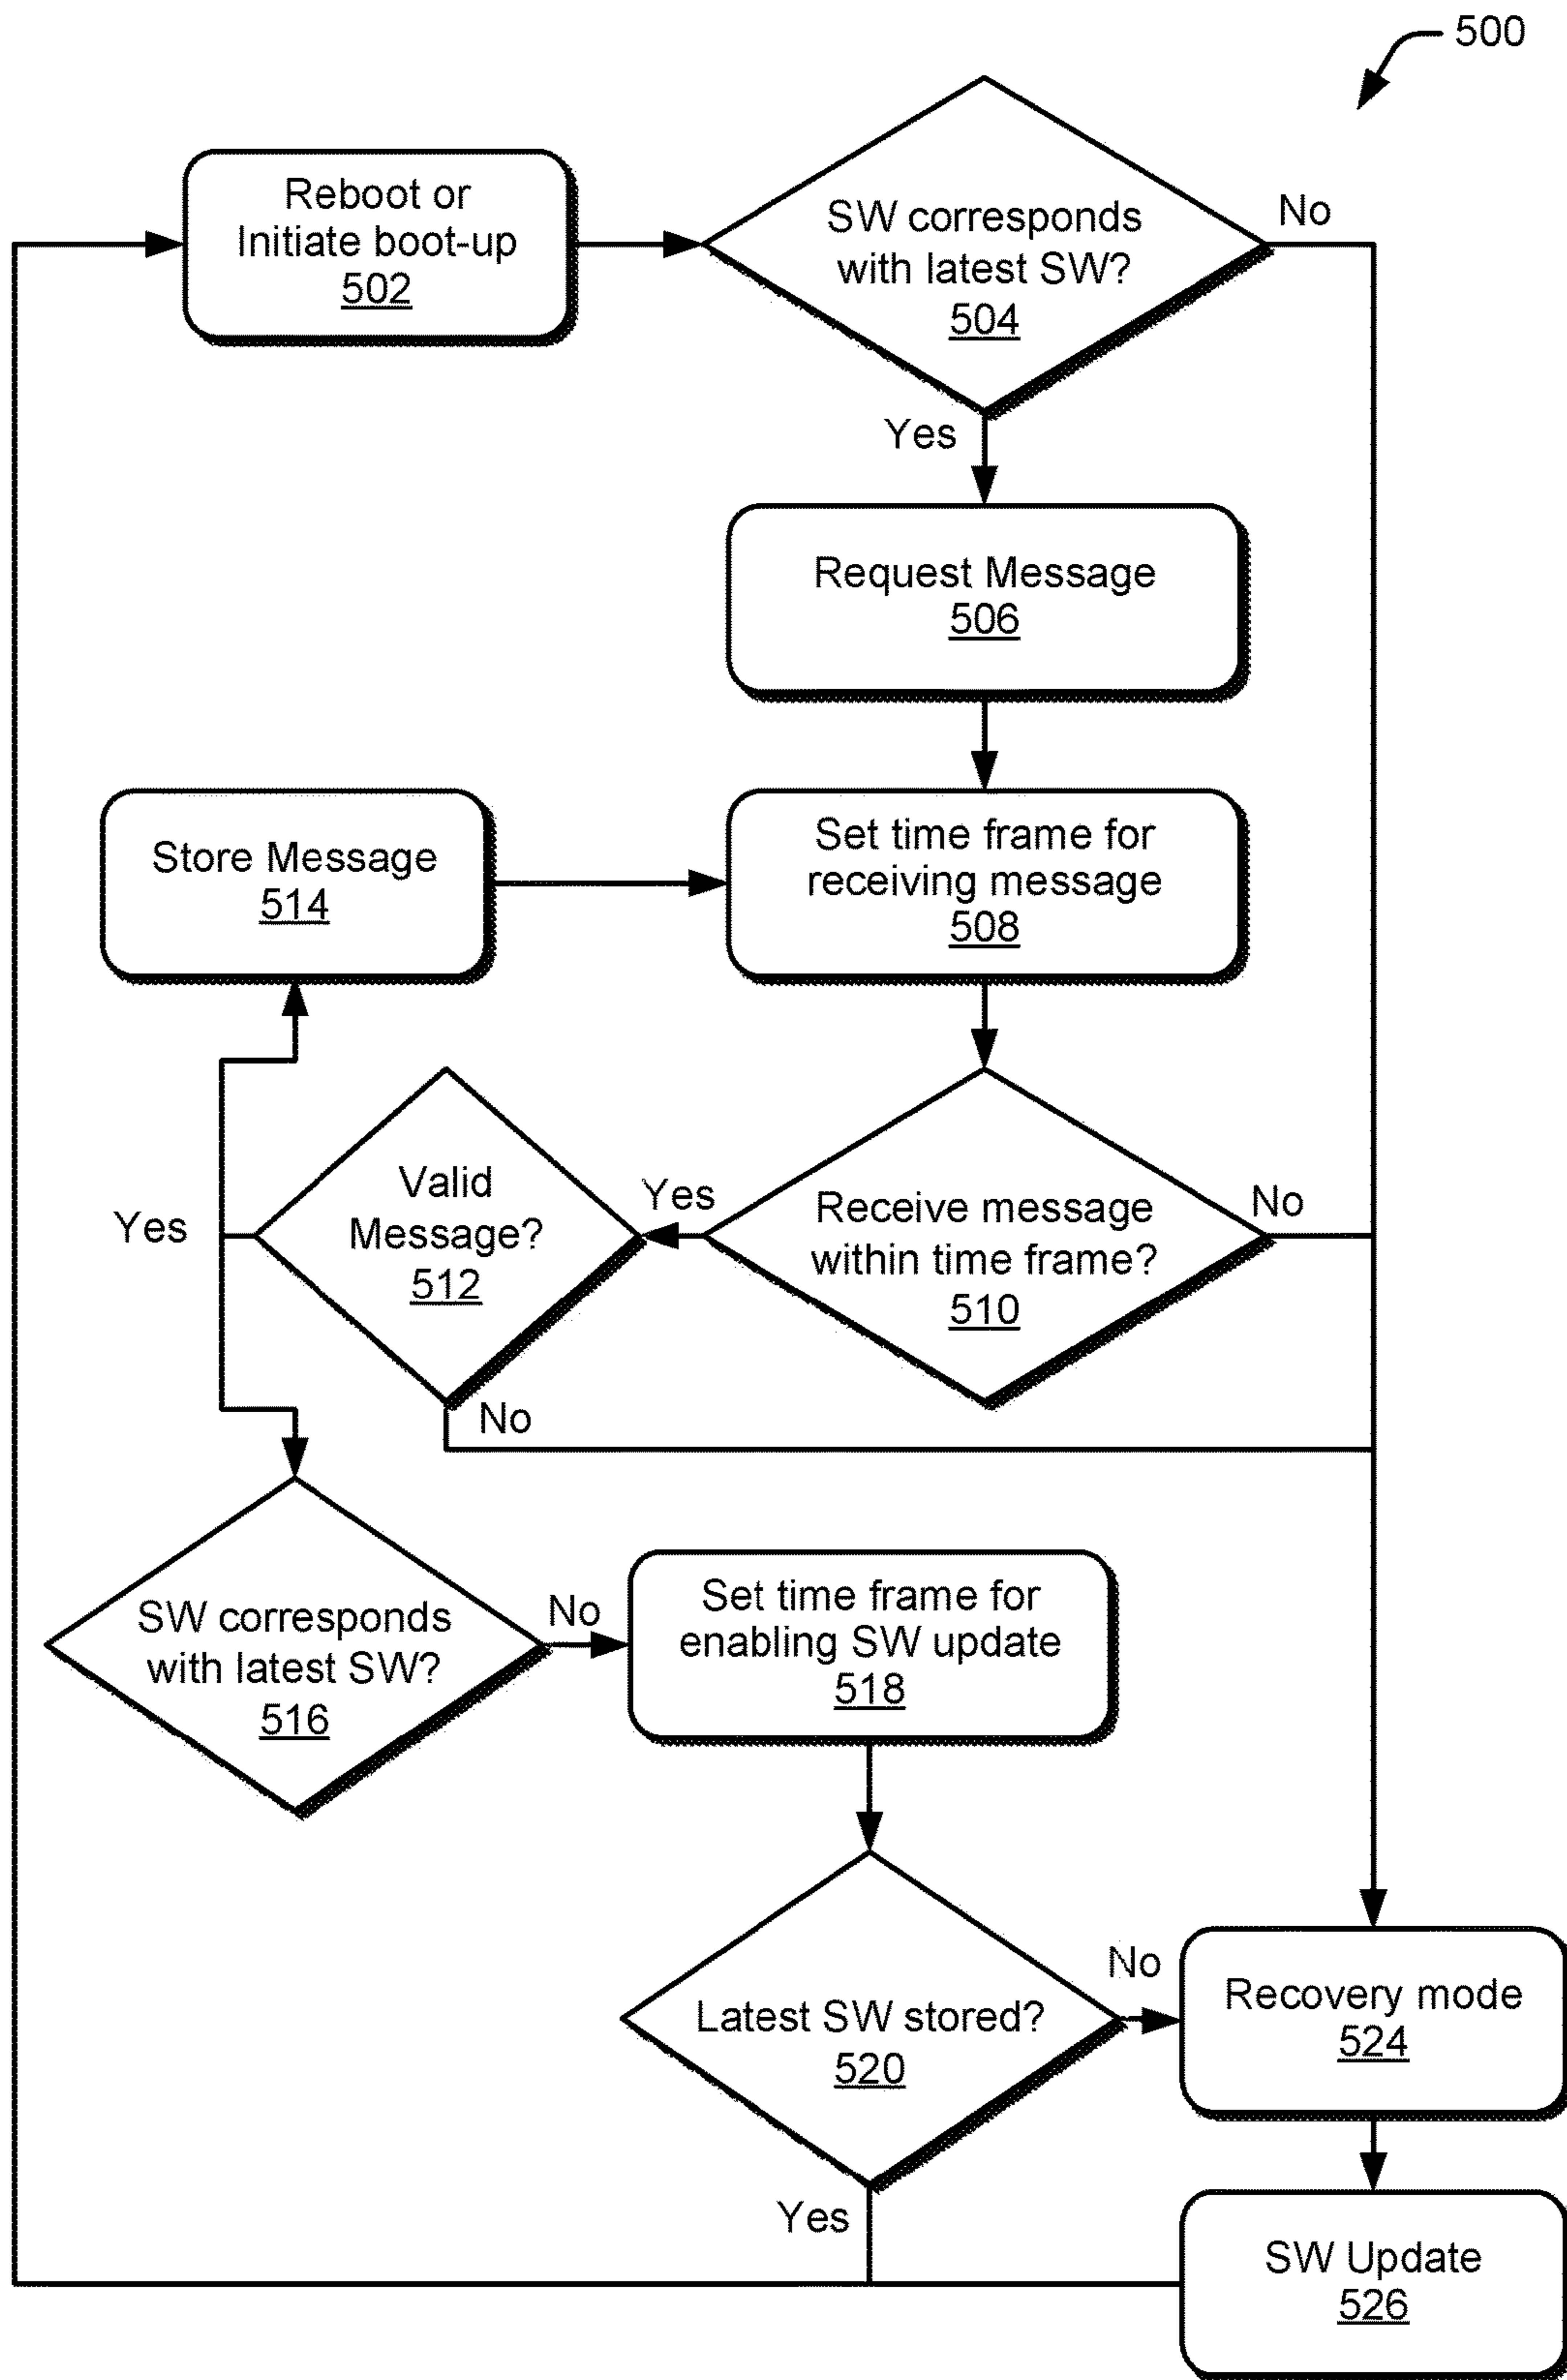 500
Reboot or
Initiate boot-up
502
SW corresponds
with latest SW?
504
No
Yes
Request Message
506
Store Message
514
Set time frame for
receiving message
508
Valid
Message?
512
Yes
Yes
Receive message
within time frame?
510
No
No
SW corresponds
with latest SW?
516
No
Set time frame for
enabling SW update
518
Latest SW stored?
520
No
Yes
Recovery mode
524
SW Update
526